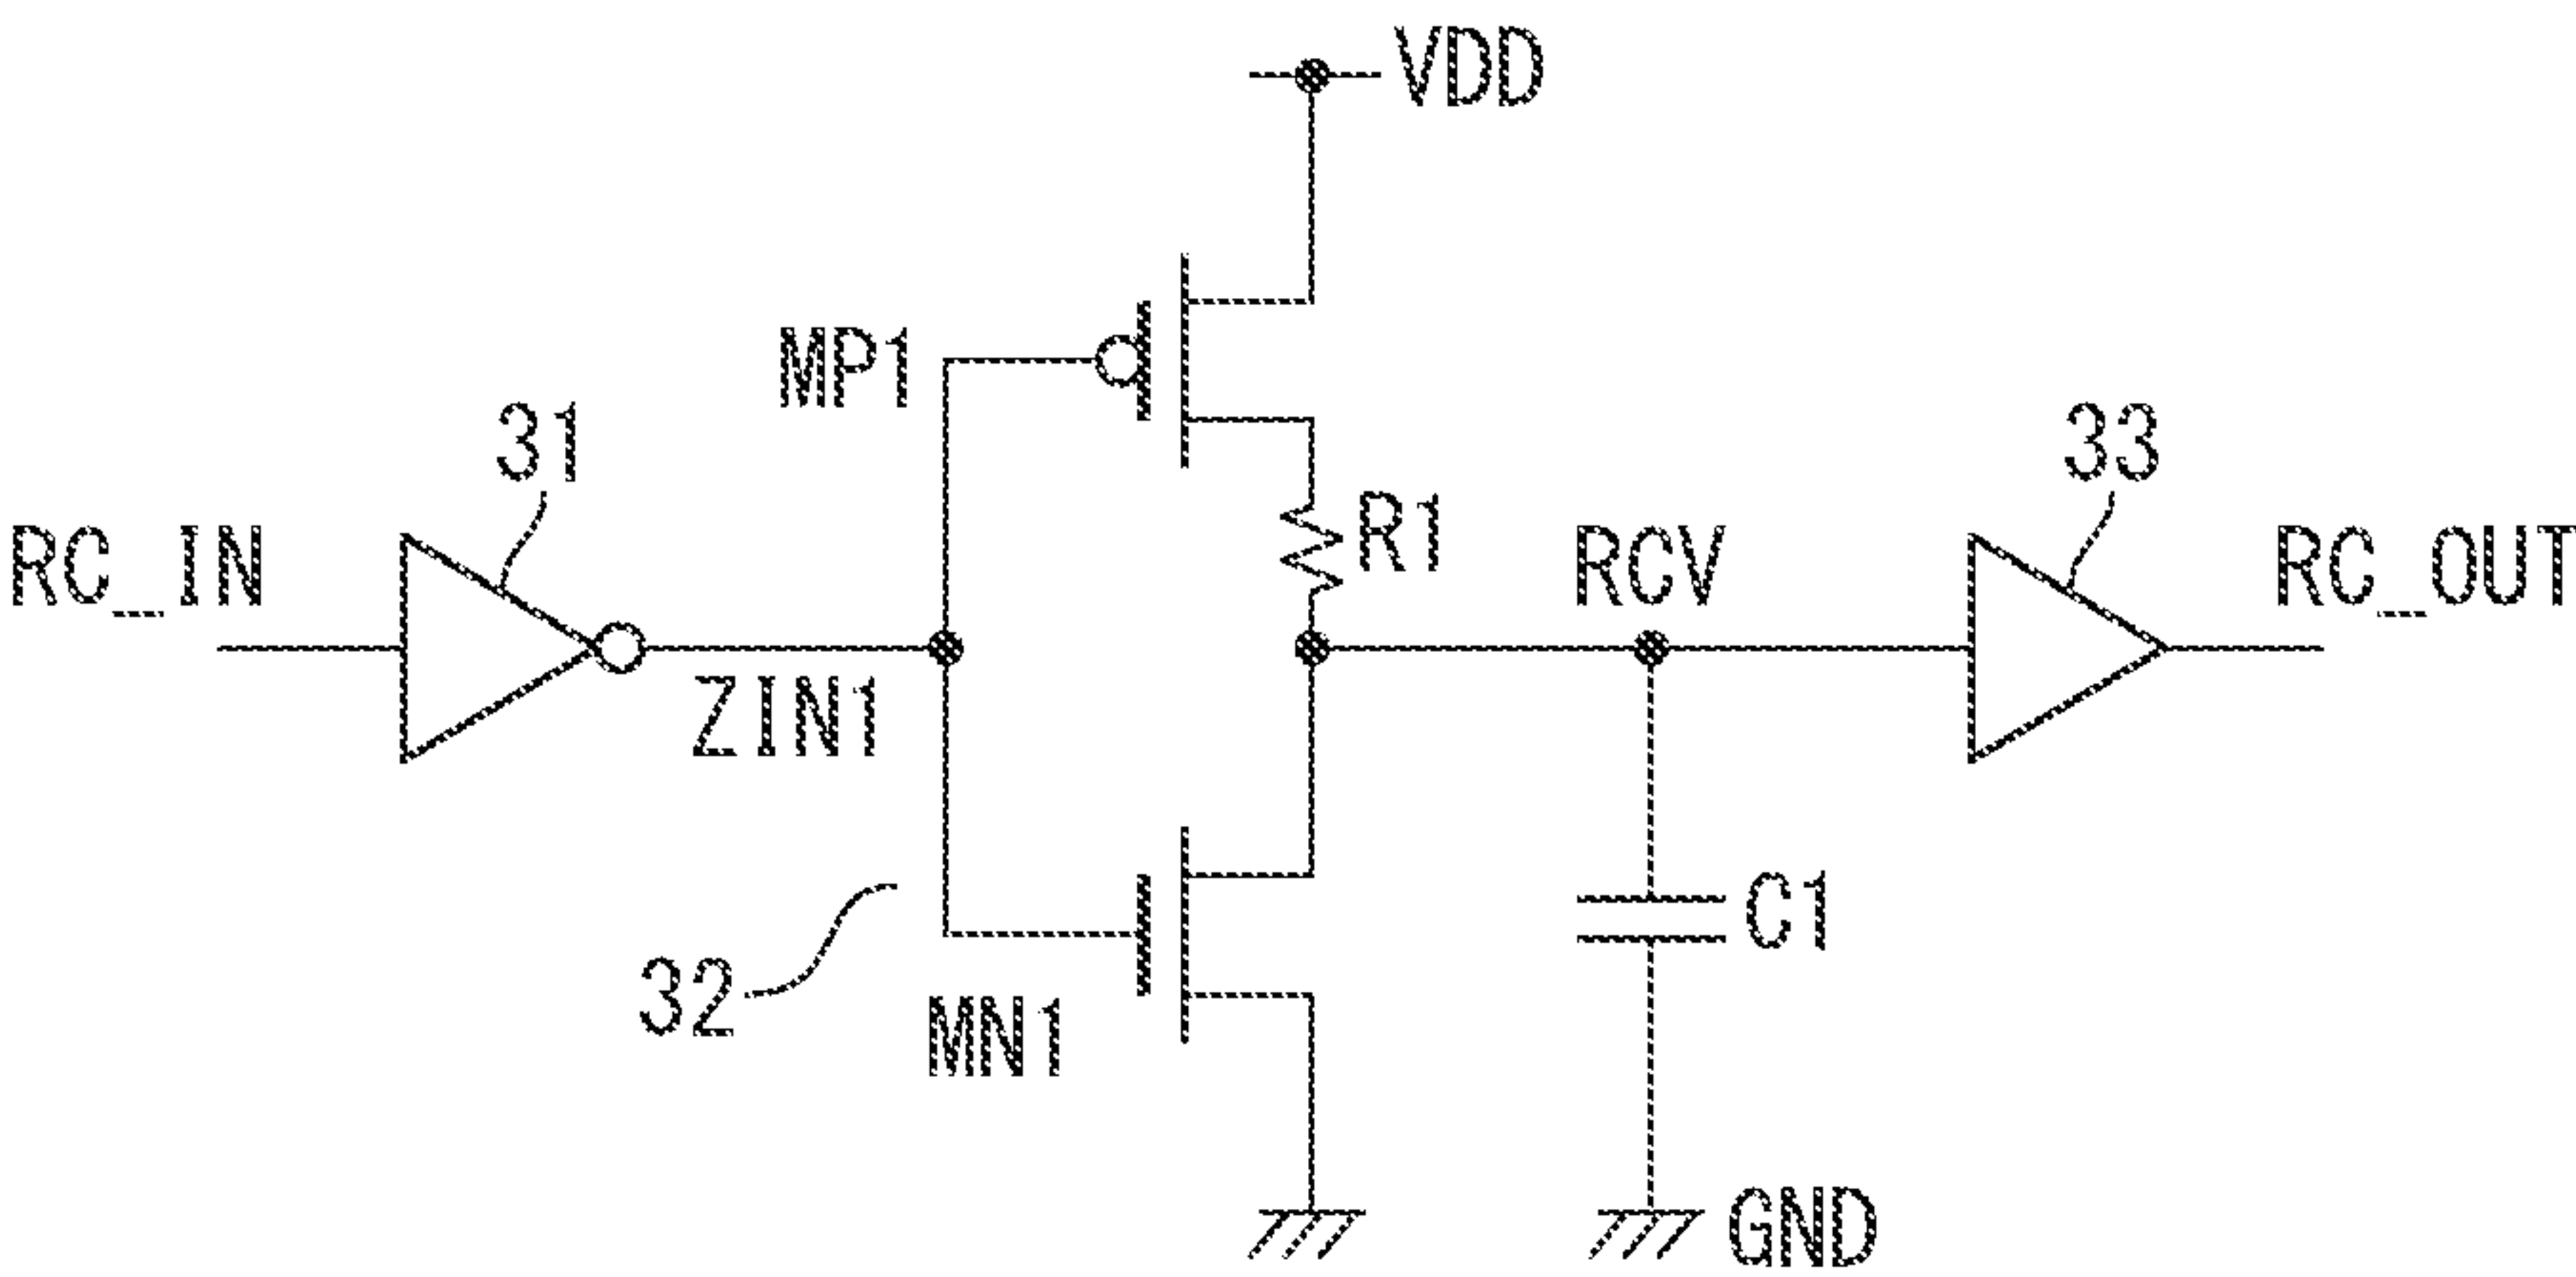 VDD
MP1
31
33
R1
RC_IN
RCV
RC_OUT
ZIN1
C1
32
MN1
GND